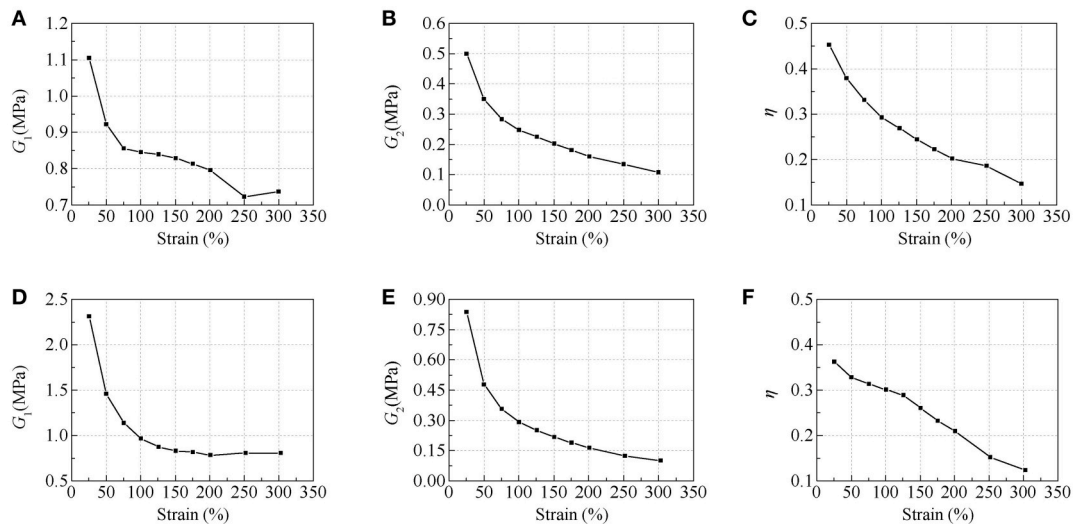 A
G1(MPa)
1.2
1.1
1.0
0.9
0.8
0.7
0 50 100 150 200 250 300 350
Strain (%)
B
G2(MPa)
0.6
0.5
0.4
0.3
0.2
0.1
0.0
0 50 100 150 200 250 300 350
Strain (%)
C
η
0.5
0.4
0.3
0.2
0.1
0 50 100 150 200 250 300 350
Strain (%)
D
G1(MPa)
2.5
2.0
1.5
1.0
0.5
0 50 100 150 200 250 300 350
Strain (%)
E
G2(MPa)
0.90
0.75
0.60
0.45
0.30
0.15
0.00
0 50 100 150 200 250 300 350
Strain (%)
F
η
0.5
0.4
0.3
0.2
0.1
0 50 100 150 200 250 300 350
Strain (%)